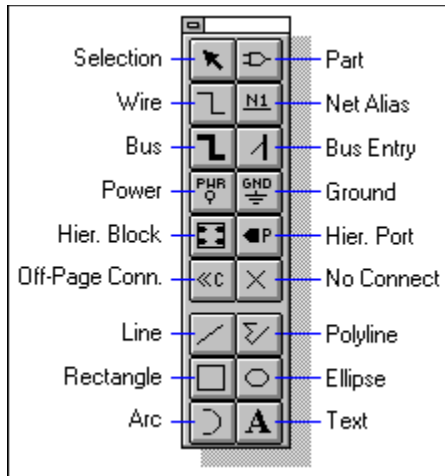 Selection Part
Wire N1 Net Alias
Bus Bus Entry
Power PWR GND Ground
Hier. Block P Hier. Port
Off-Page Conn. «C No Connect
Line Polyline
Rectangle Ellipse
Arc A Text